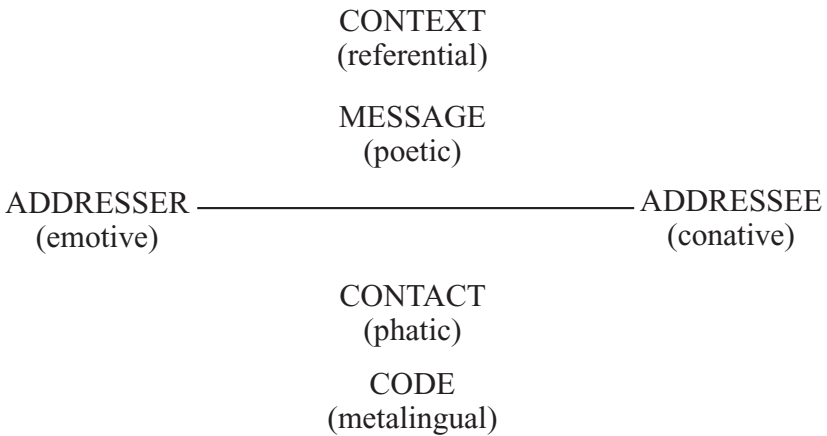 CONTEXT
(referential)
MESSAGE
(poetic)
ADDRESSER
(emotive)
ADDRESSEE
(conative)
CONTACT
(phatic)
CODE
(metalingual)